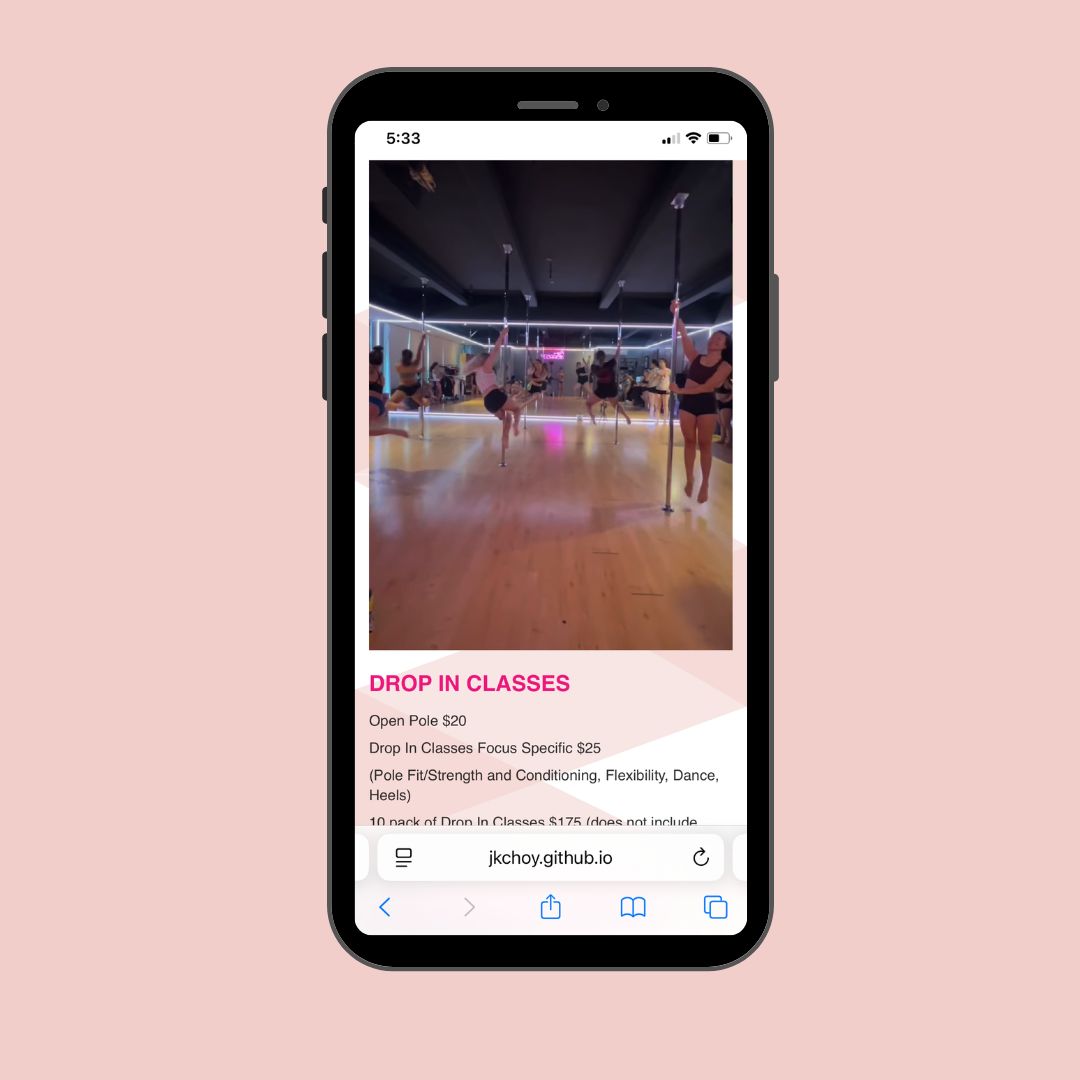 5:33
DROP IN CLASSES
Open Pole $20
Drop In Classes Focus Specific $25
(Pole Fit/Strength and Conditioning, Flexibility, Dance,
Heels)
10 pack of Drop In Classes $175 (does not include
jkchoy.github.io